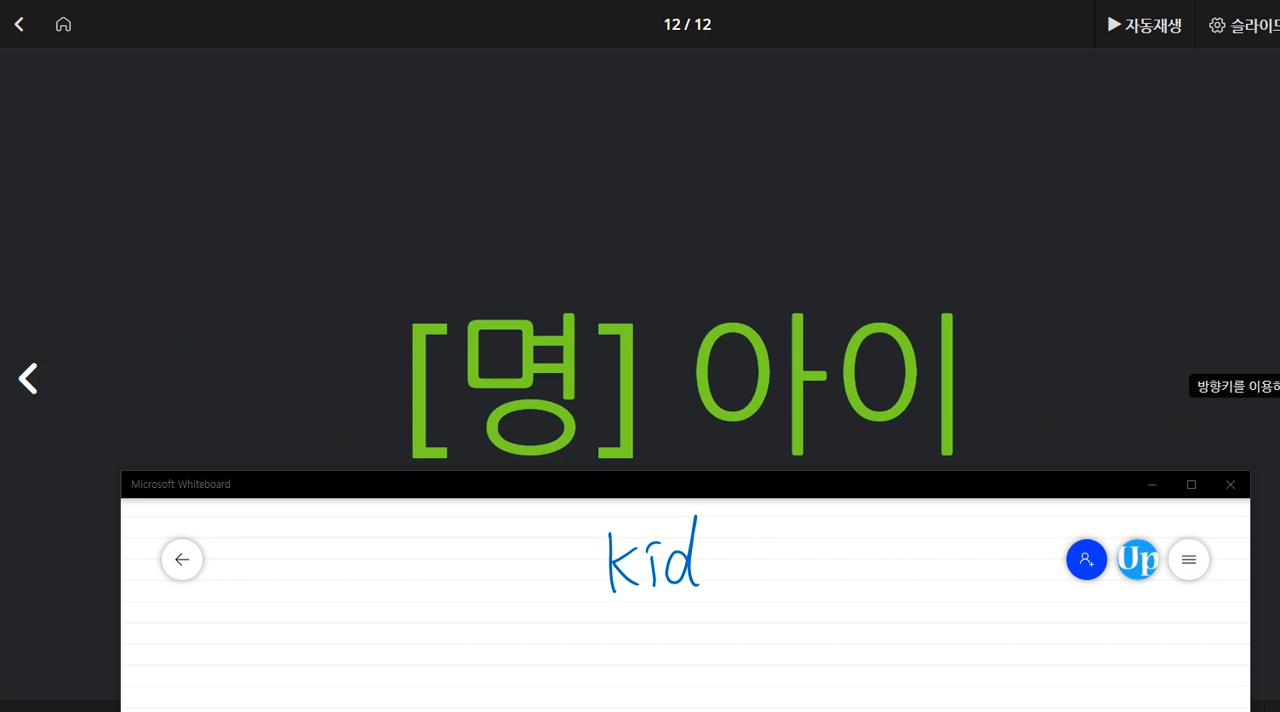 12 / 12
자동재생
슬라이드
[명] 아이
방향키를 이용하
Microsoft Whiteboard
kid
Up